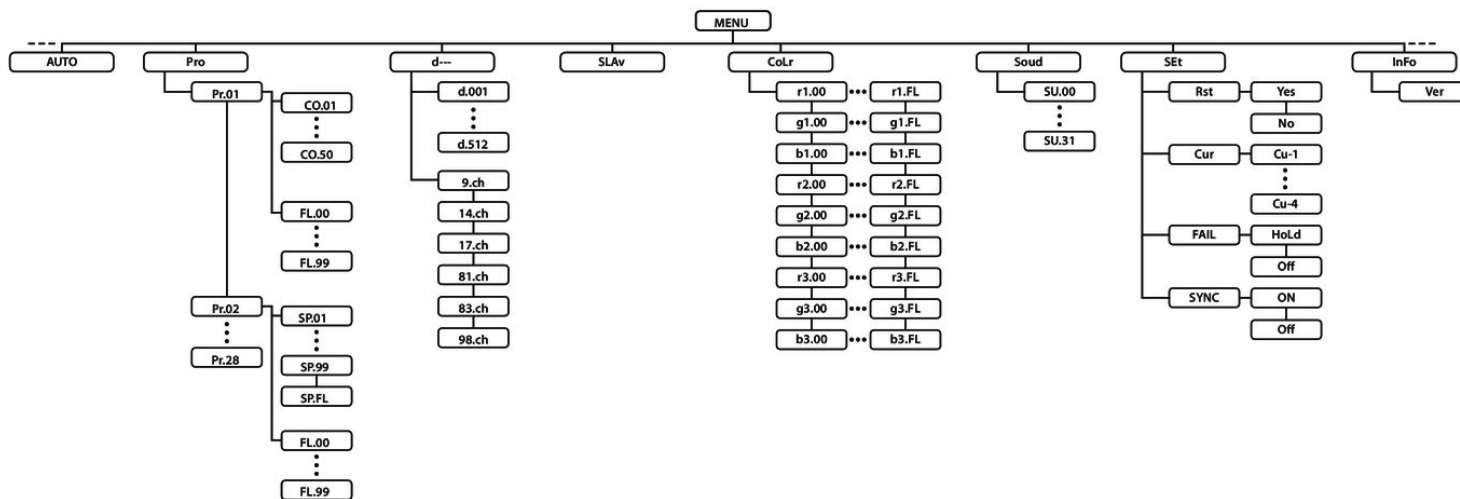 MENU
AUTO
Pro
d---
SLAv
CoLr
Soud
SEt
InFo
Pr.01
CO.01
CO.50
FL.00
FL.99
Pr.02
Pr.28
SP.01
SP.99
SP.FL
FL.00
FL.99
d.001
d.512
9.ch
14.ch
17.ch
81.ch
83.ch
98.ch
r1.00 r1.FL
g1.00 g1.FL
b1.00 b1.FL
r2.00 r2.FL
g2.00 g2.FL
b2.00 b2.FL
r3.00 r3.FL
g3.00 g3.FL
b3.00 b3.FL
SU.00
SU.31
Rst Yes
No
Cur Cu-1
Cu-4
FAIL HoLd
Off
SYNC ON
Off
Ver